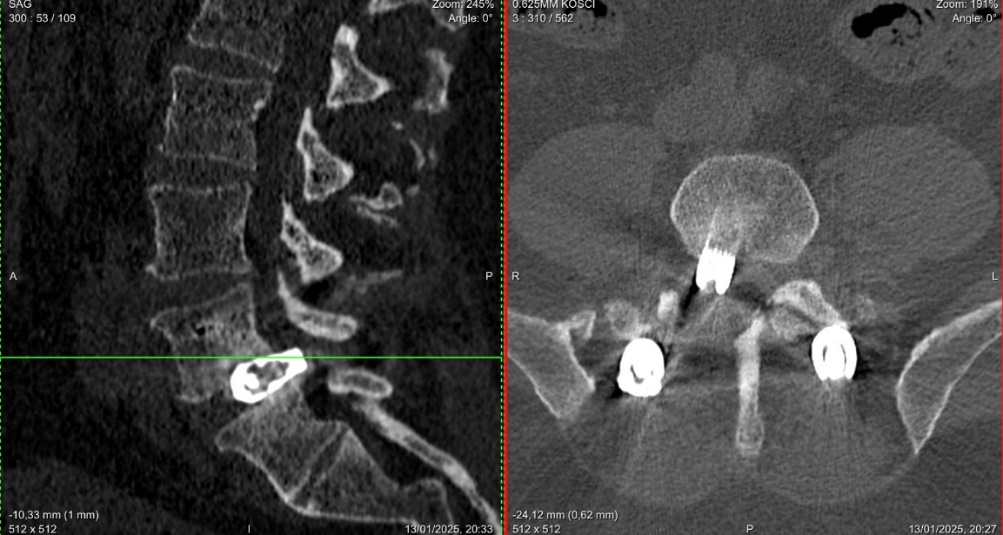 SAG
300 : 53 / 109
Zoom: 245%
Angle: 0°
A
P
-10,33 mm (1 mm)
512 x 512
I
13/01/2025, 20:33
0.625MM KOSCI
3 : 310 / 562
Zoom: 191%
Angle: 0°
R
L
-24,12 mm (0,62 mm)
512 x 512
P
13/01/2025, 20:27